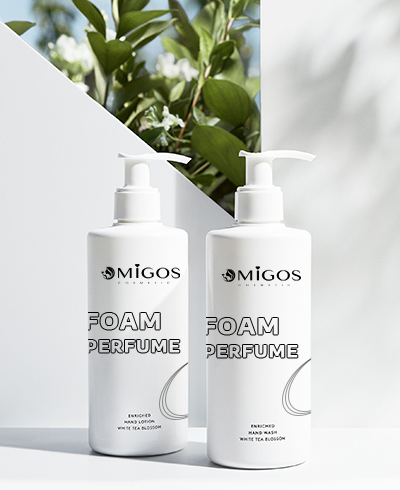 MiGOS
COSMETIC
FOAM
PERFUME
ENRICHED
HAND LOTION
WHITE TEA BLOSSOM
MiGOS
COSMETIC
FOAM
PERFUME
ENRICHED
HAND WASH
WHITE TEA BLOSSOM